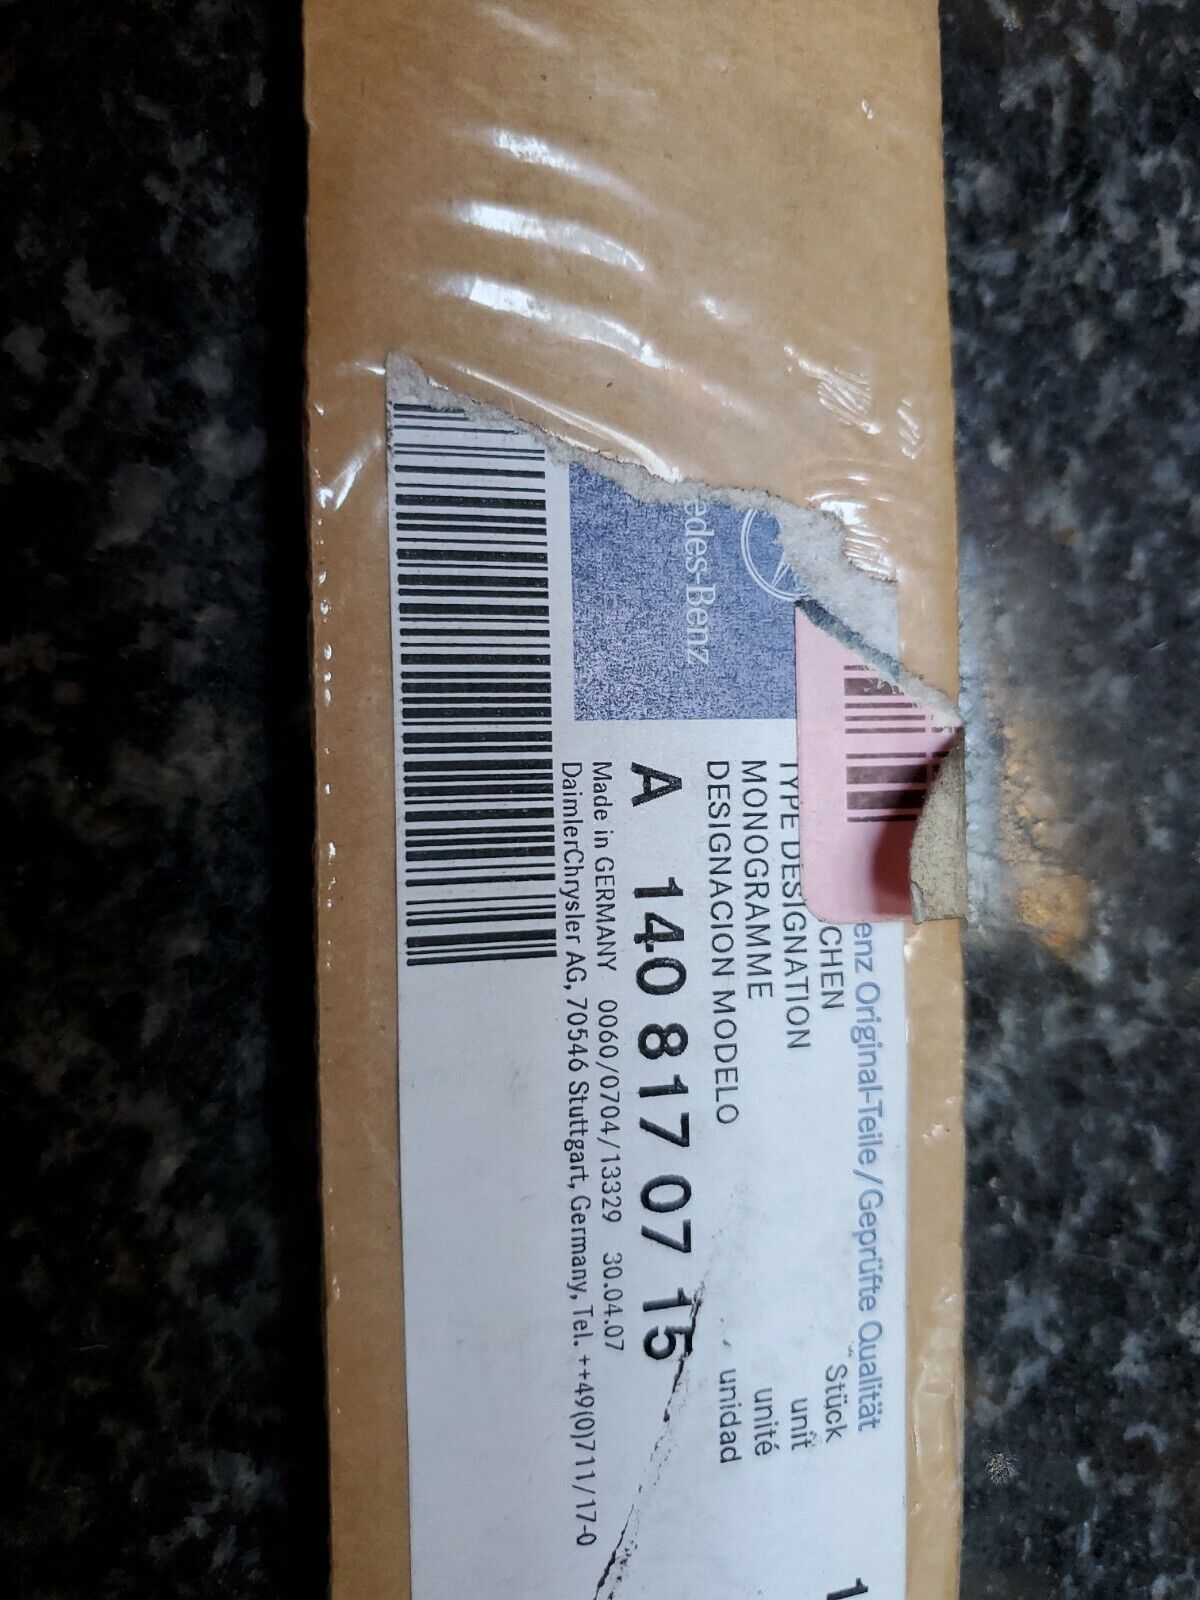 enz Original-Teile/Geprüfte Qualität
CHEN
Stück
1
TYPE DESIGNATION
unit
MONOGRAMME
unité
DESIGNACION MODELO
unidad
edes-Benz
A 140 817 07 15
Made in GERMANY 0060/0704/13329 30.04.07
DaimlerChrysler AG, 70546 Stuttgart, Germany, Tel. ++49(0)711/17-0